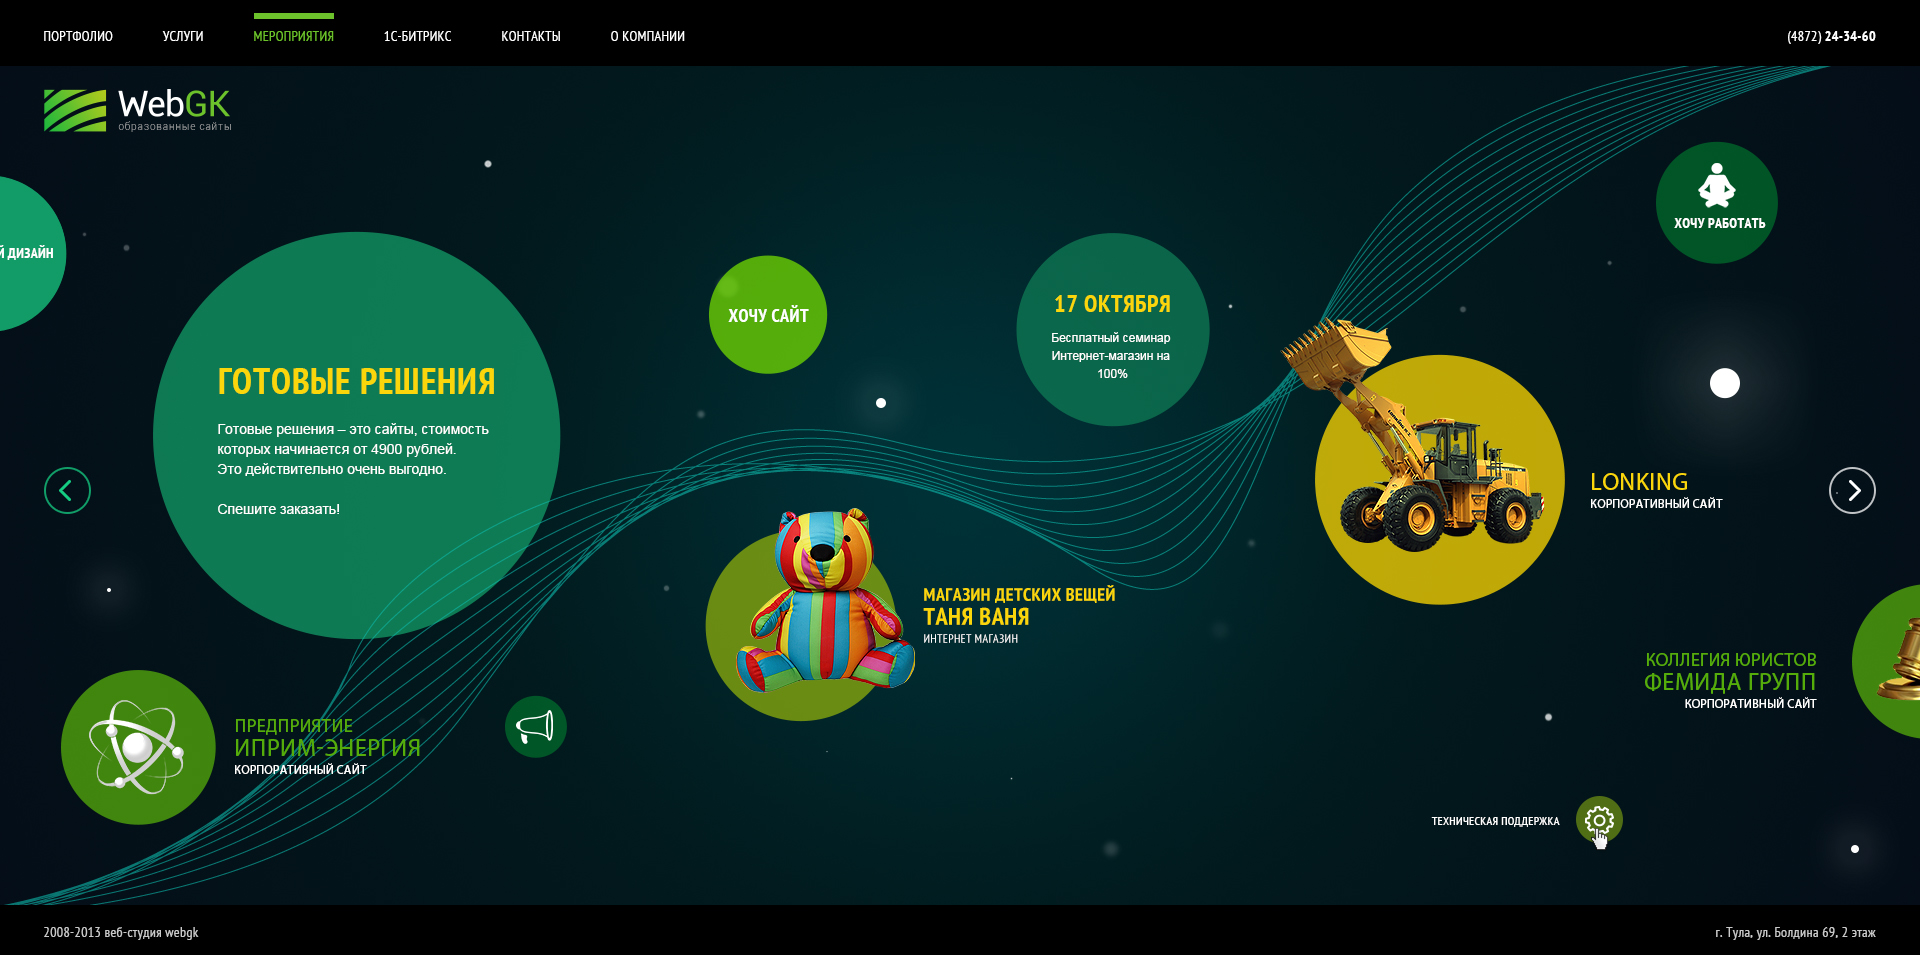 ПОРТФОЛИО
УСЛУГИ
МЕРОПРИЯТИЯ
1С-БИТРИКС
КОНТАКТЫ
О КОМПАНИИ
(4872) 24-34-60
WebGK
образованные сайты
Й ДИЗАЙН
ХОЧУ РАБОТАТЬ
ГОТОВЫЕ РЕШЕНИЯ
Готовые решения – это сайты, стоимость
которых начинается от 4900 рублей.
Это действительно очень выгодно.
Спешите заказать!
ХОЧУ САЙТ
17 ОКТЯБРЯ
Бесплатный семинар
Интернет-магазин на
100%
LONKING
КОРПОРАТИВНЫЙ САЙТ
МАГАЗИН ДЕТСКИХ ВЕЩЕЙ
ТАНЯ ВАНЯ
ИНТЕРНЕТ МАГАЗИН
КОЛЛЕГИЯ ЮРИСТОВ
ФЕМИДА ГРУПП
КОРПОРАТИВНЫЙ САЙТ
ПРЕДПРИЯТИЕ
ИПРИМ-ЭНЕРГИЯ
КОРПОРАТИВНЫЙ САЙТ
ТЕХНИЧЕСКАЯ ПОДДЕРЖКА
2008-2013 веб-студия webgk
г. Тула, ул. Болдина 69, 2 этаж